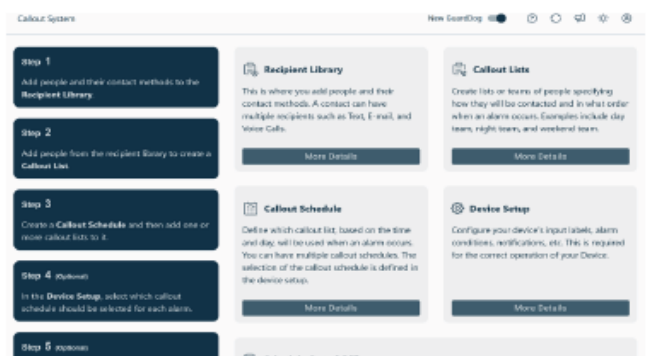 Callout System
New GuardDog
Step 1
Add people and their contact methods to the
Recipient Library
Step 2
Add people from the recipient library to create a
Callout List
Step 3
Create a Callout Schedule and then add one or
more callout lists to it.
Step 4 (Optional)
In the Device Setup, select which callout
schedule should be selected for each alarm.
Step 5 (Optional)
Recipient Library
This is where you add people and their
contact methods. A contact can have
multiple recipients such as Text, E-mail, and
Voice Calls.
More Details
Callout Lists
Create lists or teams of people specifying
how they will be contacted and in what order
when an alarm occurs. Examples include day
team, night team, and weekend team.
More Details
Callout Schedule
Define which callout list, based on the time
and day, will be used when an alarm occurs.
You can have multiple callout schedules. The
selection of the callout schedule is defined in
the device setup.
More Details
Device Setup
Configure your device's input labels, alarm
conditions, notifications, etc. This is required
for the correct operation of your Device.
More Details